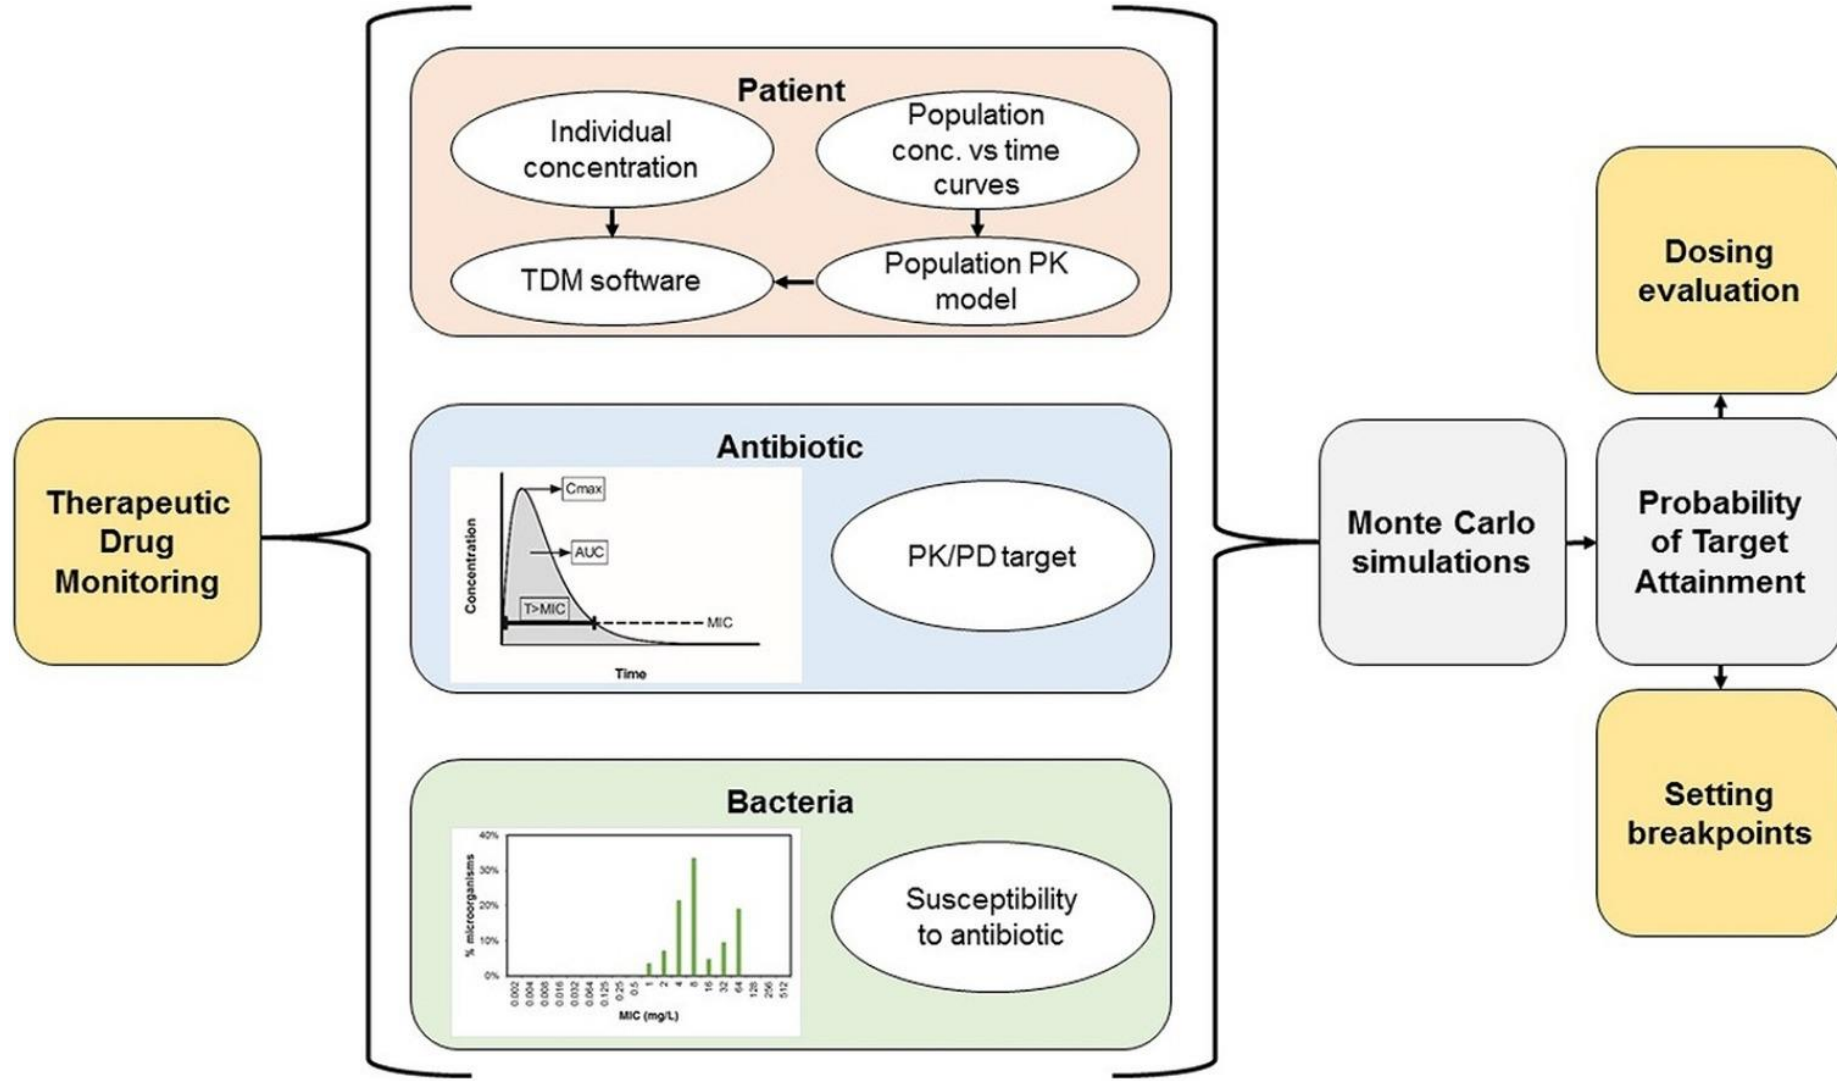 Therapeutic
Drug
Monitoring
Patient
Individual
concentration
Population
conc. vs time
curves
TDM software
Population PK
model
Antibiotic
Concentration
Cmax
AUC
T>MIC
MIC
Time
PK/PD target
Bacteria
% microorganisms
40%
30%
20%
10%
0%
0.002
0.004
0.008
0.016
0.032
0.064
0.125
0.25
0.5
1
2
4
8
16
32
64
128
256
512
MIC (mg/L)
Susceptibility
to antibiotic
Monte Carlo
simulations
Probability
of Target
Attainment
Dosing
evaluation
Setting
breakpoints